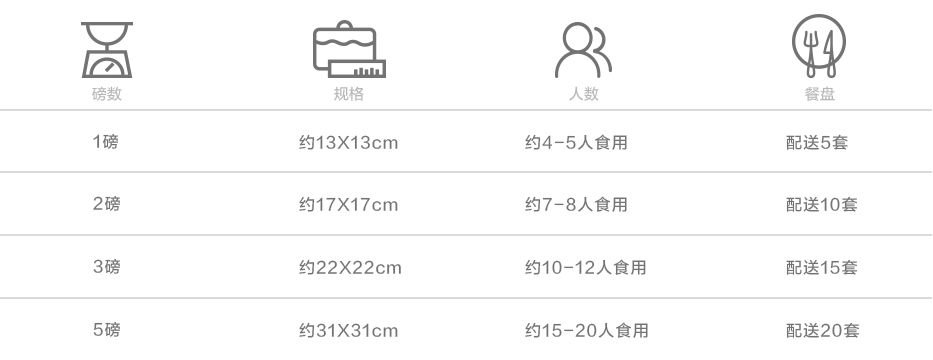 磅数 规格 人数 餐盘
1磅 约13X13cm 约4-5人食用 配送5套
2磅 约17X17cm 约7-8人食用 配送10套
3磅 约22X22cm 约10-12人食用 配送15套
5磅 约31X31cm 约15-20人食用 配送20套